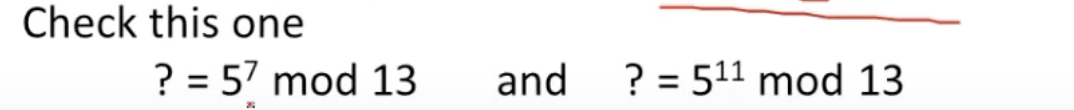 Check this one
? = 5⁷ mod 13 and ? = 5¹¹ mod 13